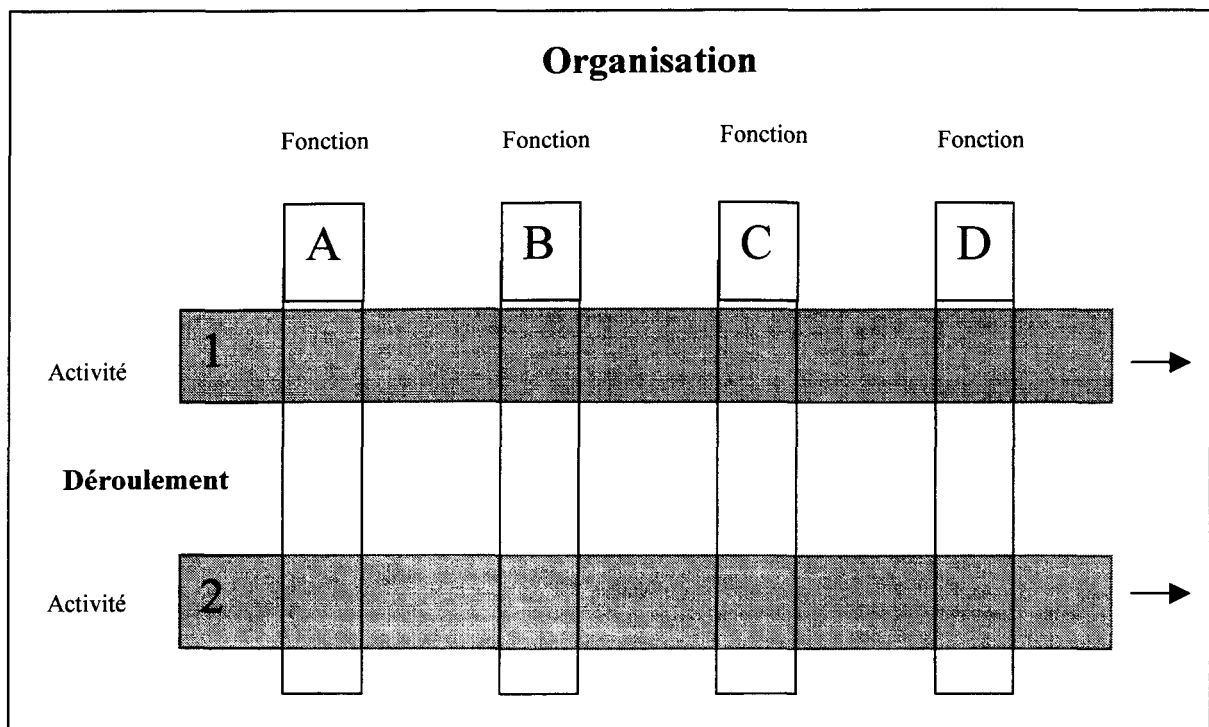 Organisation
Fonction Fonction Fonction Fonction
A B C D
1
Activité
Déroulement
2
Activité